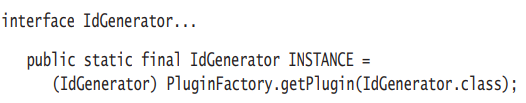 interface IdGenerator...
public static final IdGenerator INSTANCE =
(IdGenerator) PluginFactory.getPlugin(IdGenerator.class);